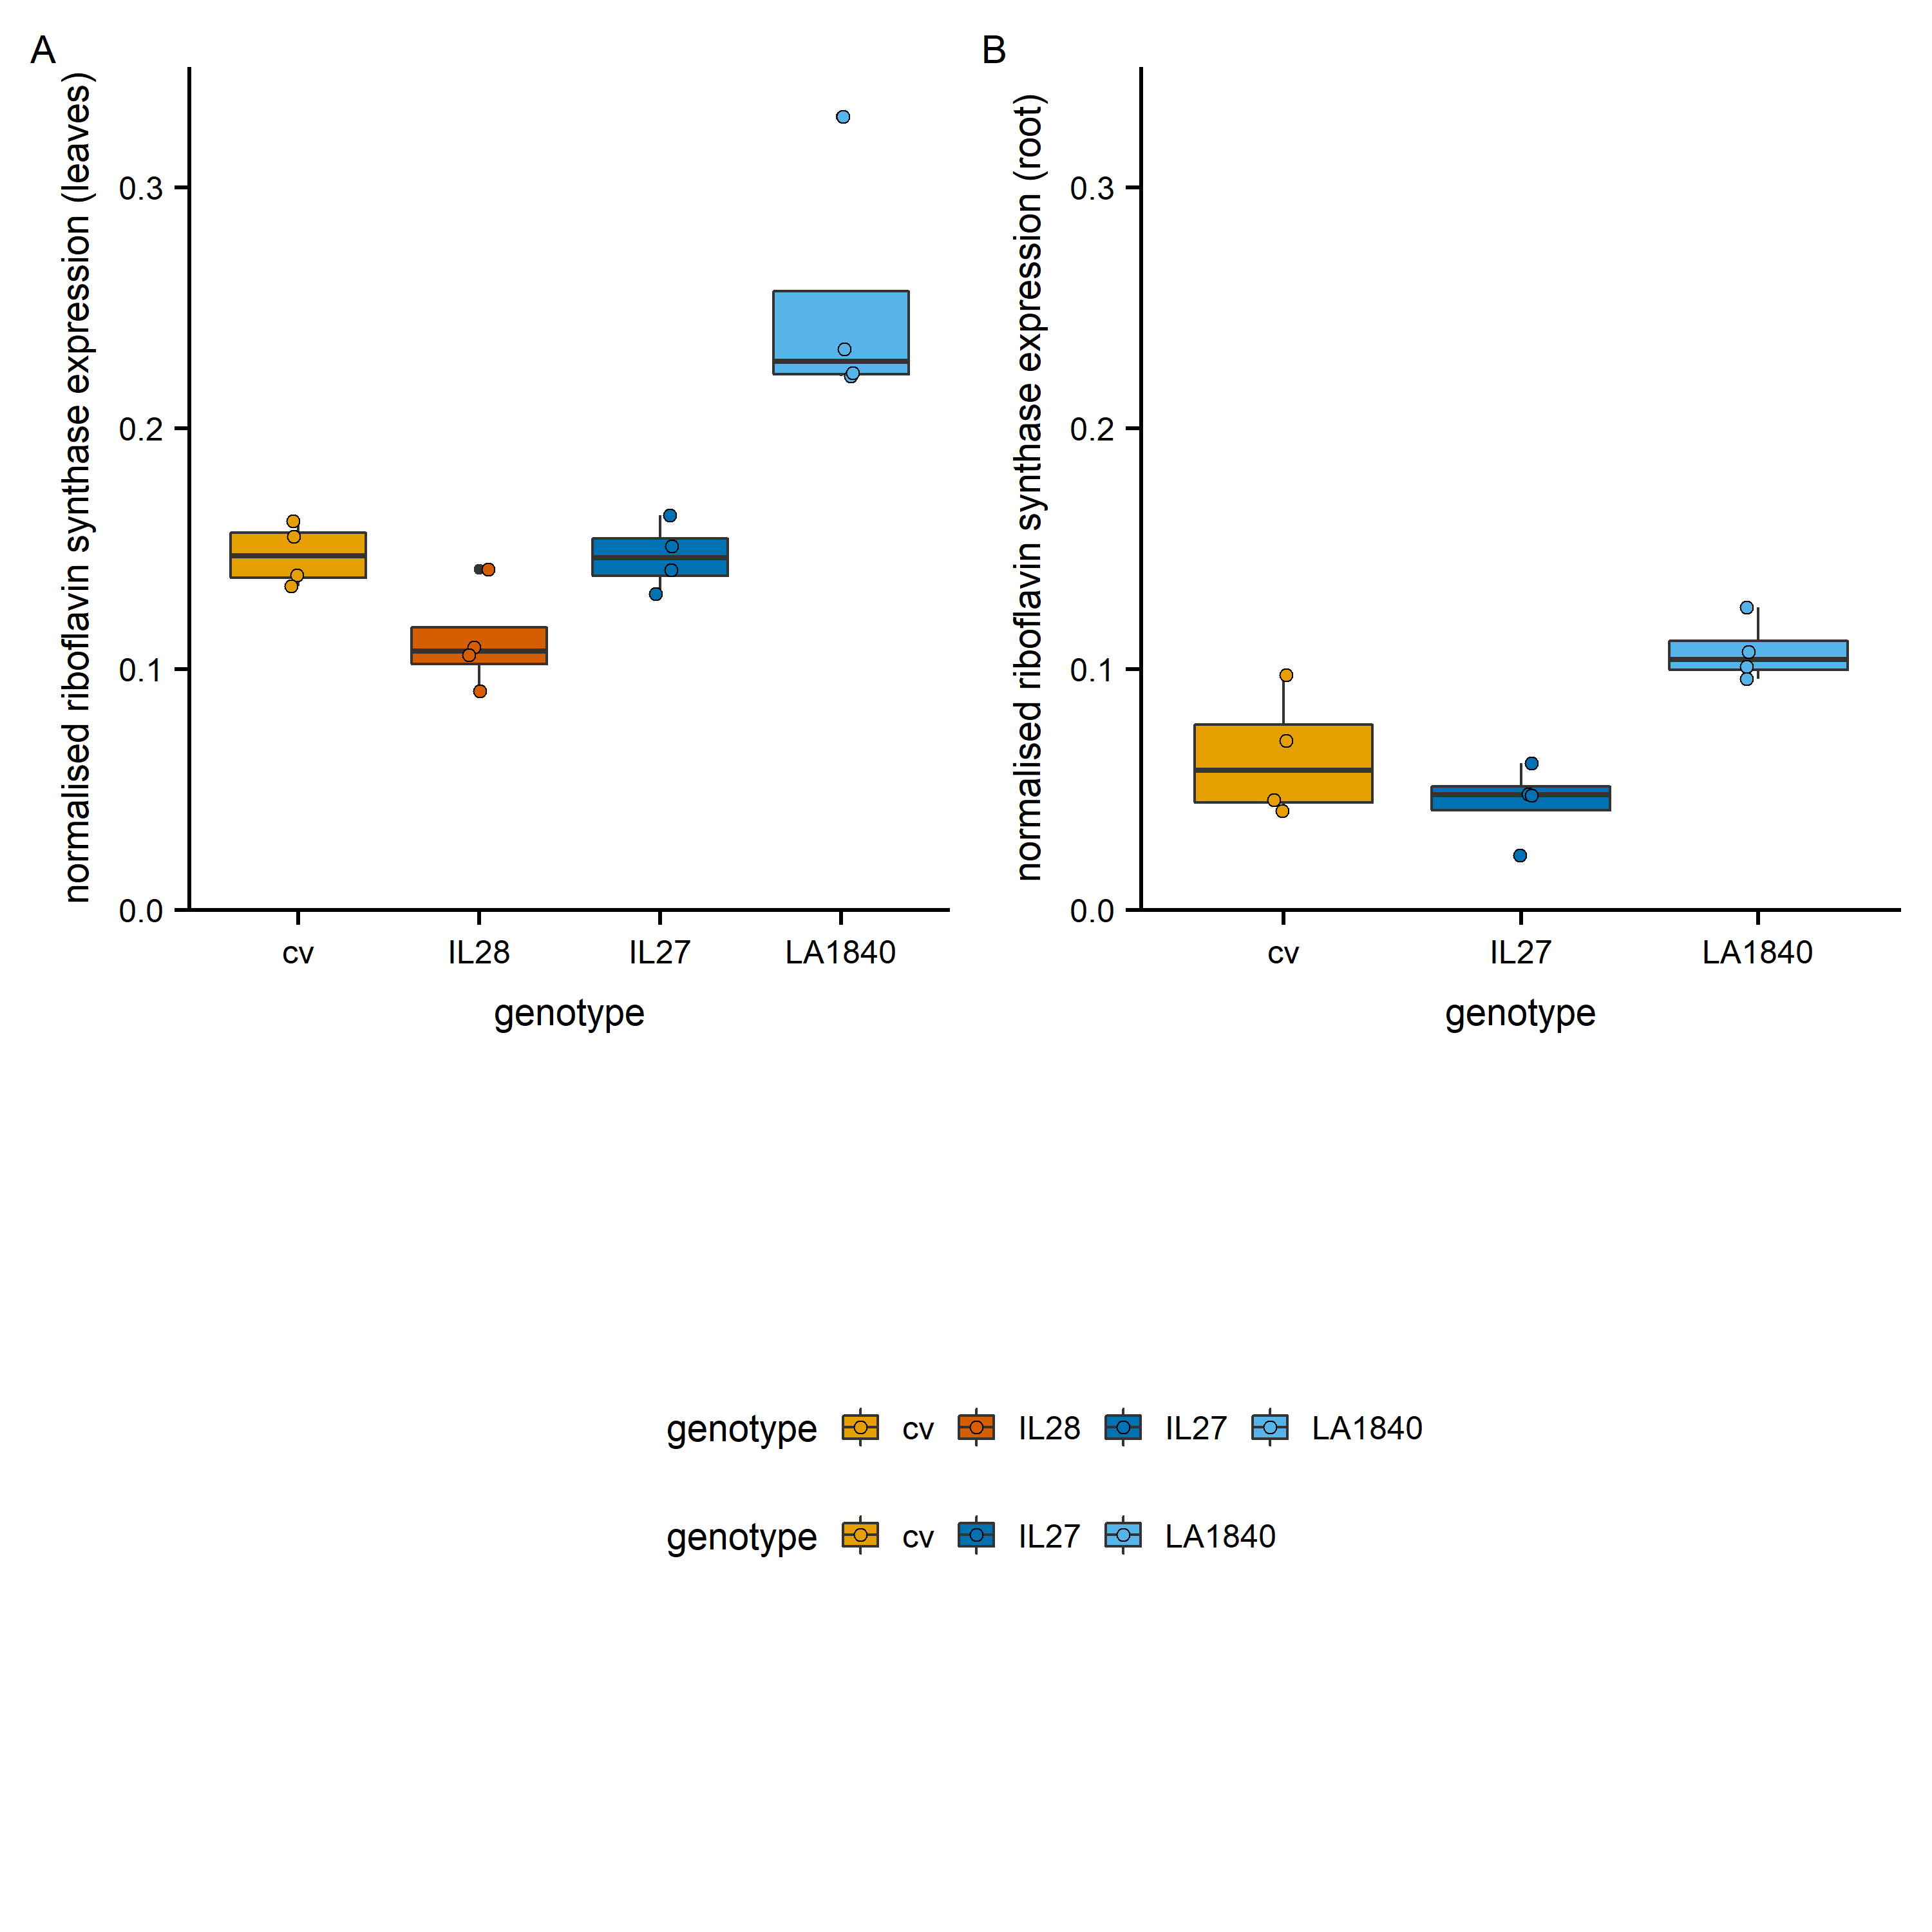 A
normalised riboflavin synthase expression (leaves)
0.3
0.2
0.1
0.0
cv IL28 IL27 LA1840
genotype
B
normalised riboflavin synthase expression (root)
0.3
0.2
0.1
0.0
cv IL27 LA1840
genotype
genotype cv IL28 IL27 LA1840
genotype cv IL27 LA1840